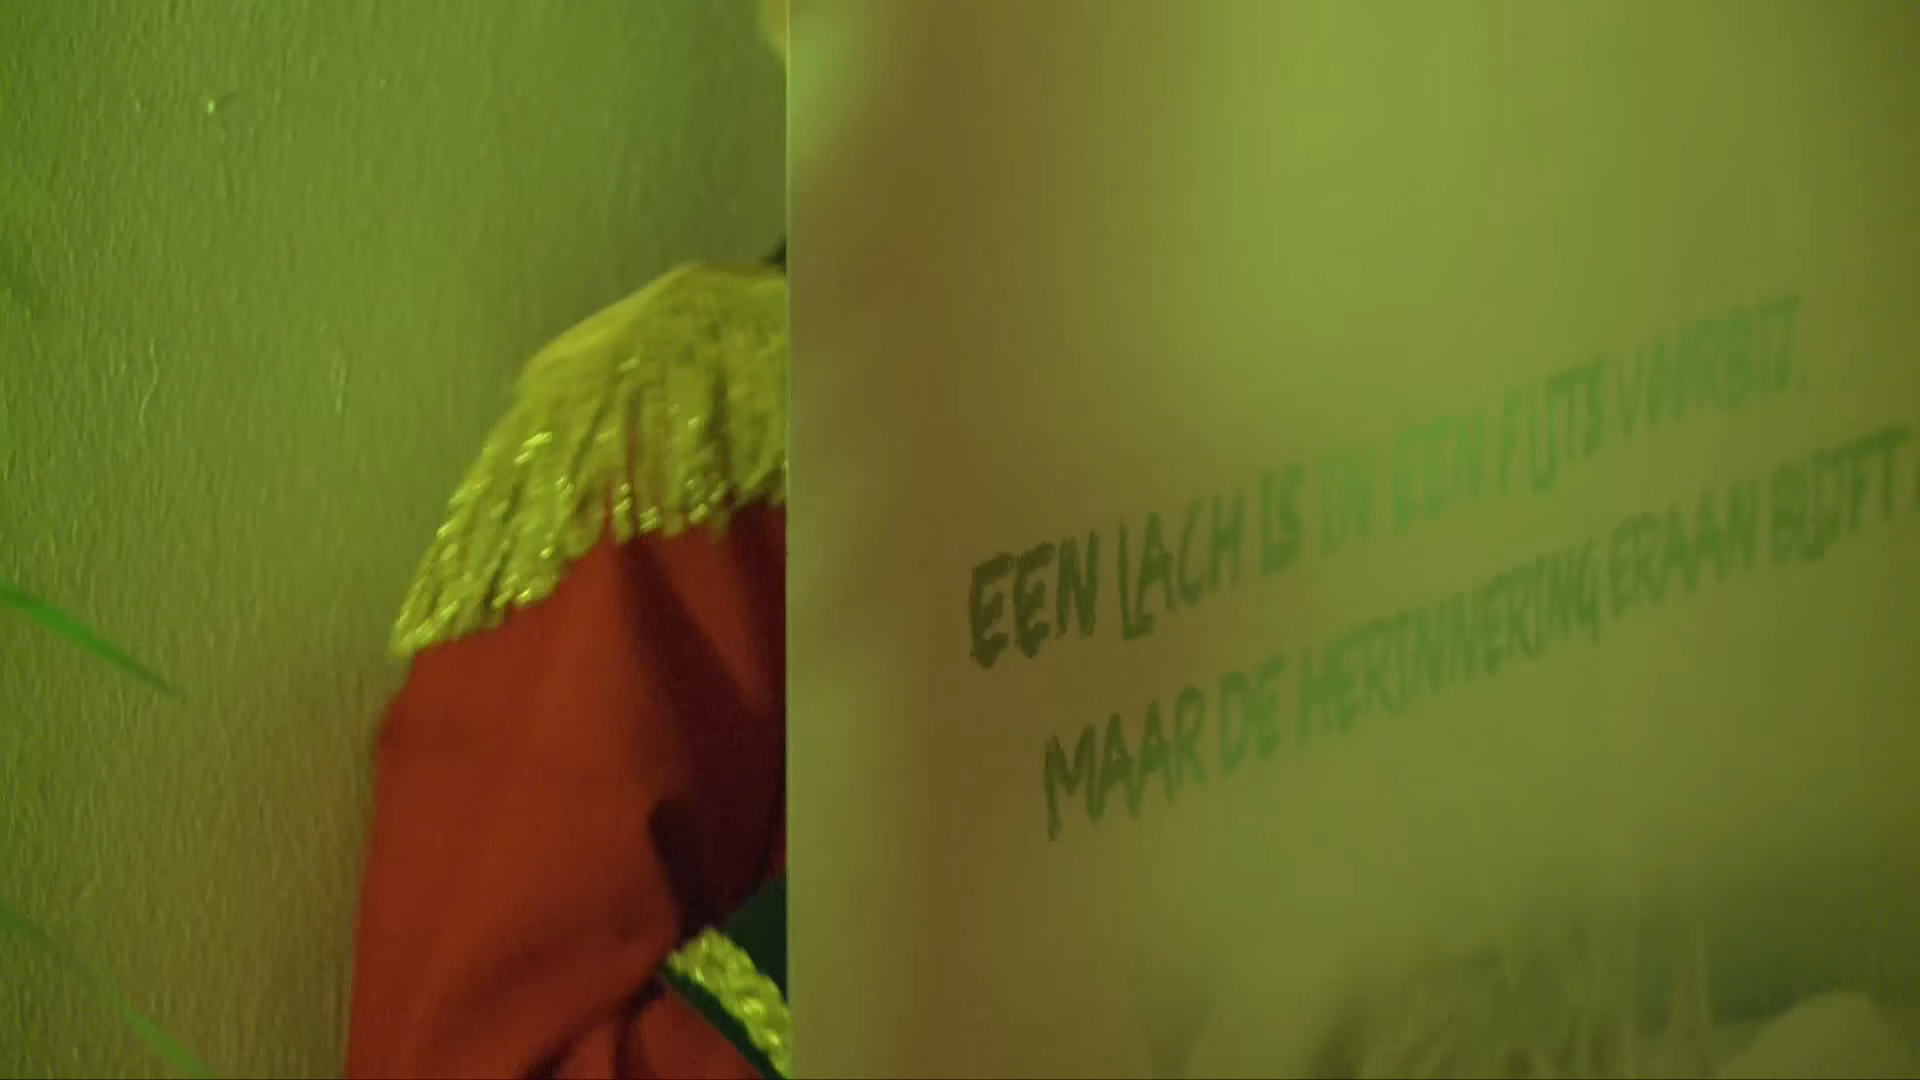 EEN LACH IS IN EEN FLITS VOORBIJ.
MAAR DE HERINNERING ERAAN BLIJFT